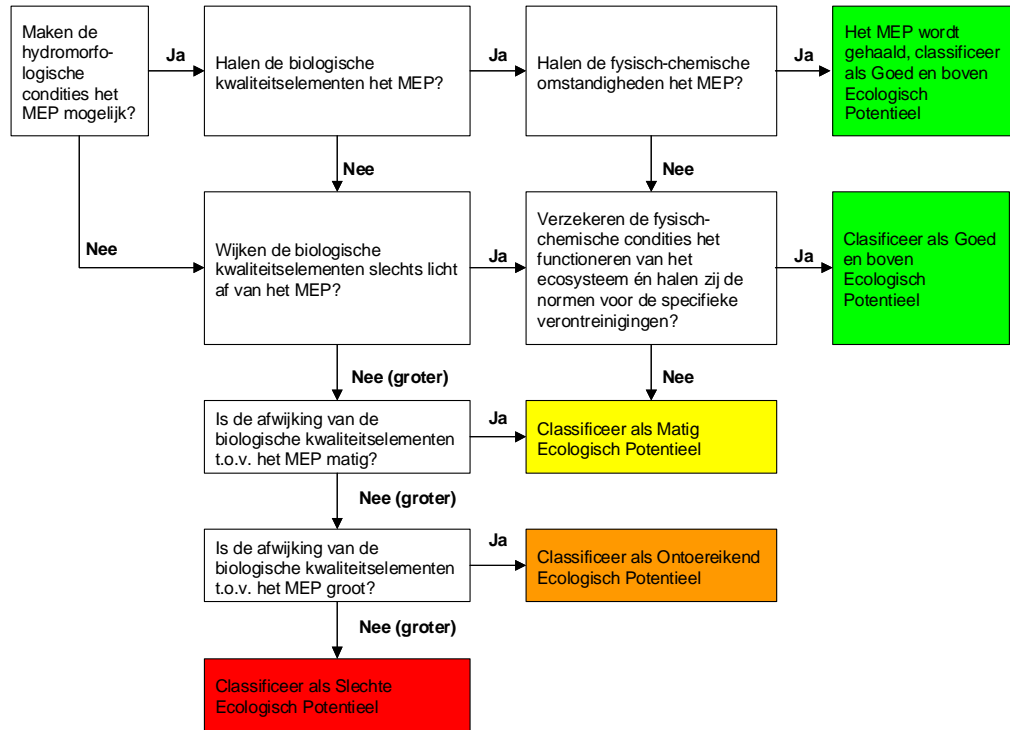 Maken de
hydromorfo-
logische
condities het
MEP mogelijk?
Ja
Halen de biologische
kwaliteitselementen het MEP?
Ja
Halen de fysisch-chemische
omstandigheden het MEP?
Ja
Het MEP wordt
gehaald, classificeer
als Goed en boven
Ecologisch
Potentieel
Nee
Nee
Nee
Wijken de biologische
kwaliteitselementen slechts licht
af van het MEP?
Ja
Verzekeren de fysisch-
chemische condities het
functioneren van het
ecosysteem én halen zij de
normen voor de specifieke
verontreinigingen?
Ja
Clasificeer als Goed
en boven
Ecologisch
Potentieel
Nee (groter)
Nee
Is de afwijking van de
biologische kwaliteitselementen
t.o.v. het MEP matig?
Ja
Classificeer als Matig
Ecologisch Potentieel
Nee (groter)
Is de afwijking van de
biologische kwaliteitselementen
t.o.v. het MEP groot?
Ja
Classificeer als Ontoereikend
Ecologisch Potentieel
Nee (groter)
Classificeer als Slechte
Ecologisch Potentieel